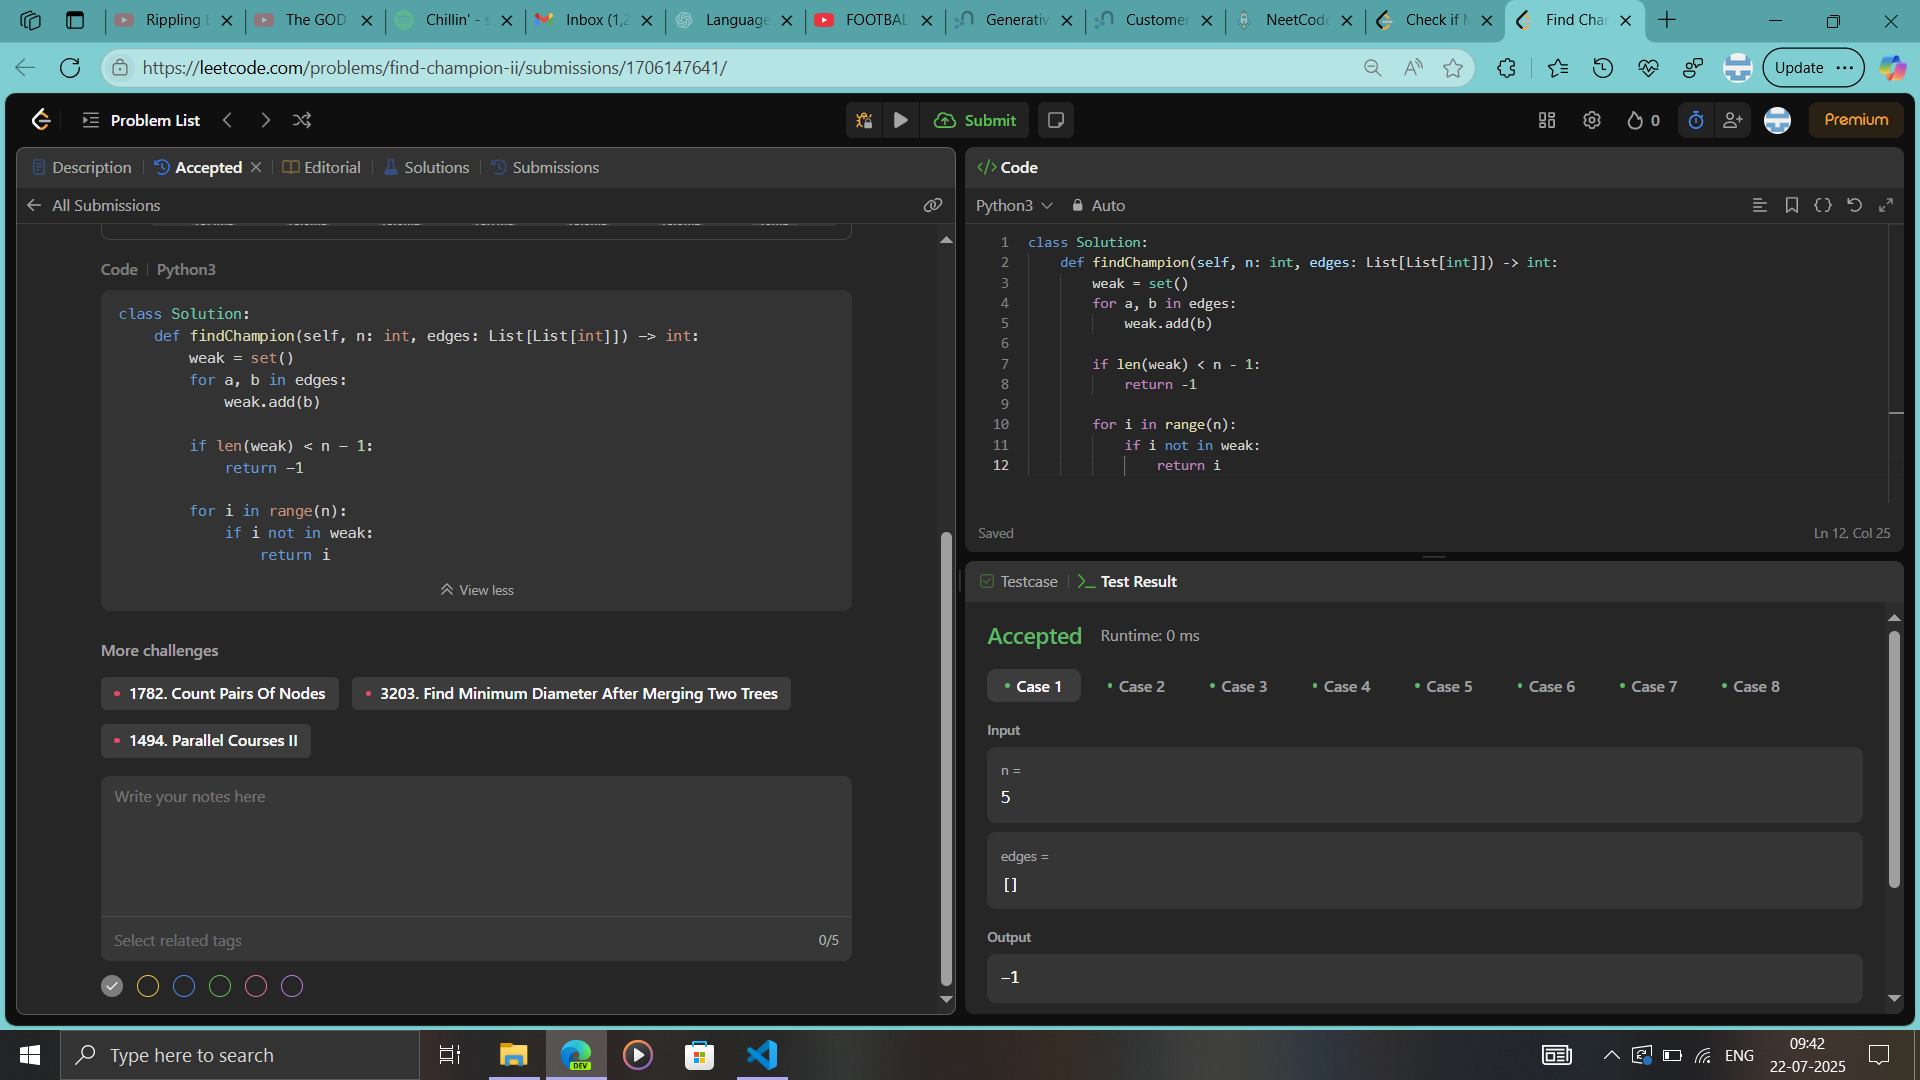 Rippling
The GOD
Chillin' - s
Inbox (1,2
Language
FOOTBAL
Generativ
Customer
NeetCode
Check if M
Find Char
https://leetcode.com/problems/find-champion-ii/submissions/1706147641/
Update
Problem List
Submit
0
Premium
Description
Accepted
Editorial
Solutions
Submissions
All Submissions
Code
Python3
class Solution:
def findChampion(self, n: int, edges: List[List[int]]) -> int:
weak = set()
for a, b in edges:
weak.add(b)
if len(weak) < n - 1:
return -1
for i in range(n):
if i not in weak:
return i
View less
More challenges
1782. Count Pairs Of Nodes
3203. Find Minimum Diameter After Merging Two Trees
1494. Parallel Courses II
Write your notes here
Select related tags
0/5
</> Code
Python3
Auto
1 class Solution:
2 def findChampion(self, n: int, edges: List[List[int]]) -> int:
3 weak = set()
4 for a, b in edges:
5 weak.add(b)
6
7 if len(weak) < n - 1:
8 return -1
9
10 for i in range(n):
11 if i not in weak:
12 return i
Saved
Ln 12, Col 25
Testcase
Test Result
Accepted
Runtime: 0 ms
Case 1
Case 2
Case 3
Case 4
Case 5
Case 6
Case 7
Case 8
Input
n =
5
edges =
[]
Output
-1
Type here to search
DEV
ENG
09:42
22-07-2025